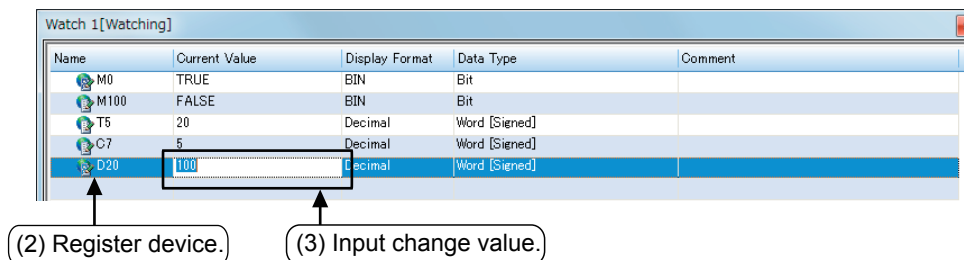 Watch 1[Watching]
Name Current Value Display Format Data Type Comment
M0 TRUE BIN Bit
M100 FALSE BIN Bit
T5 20 Decimal Word [Signed]
C7 5 Decimal Word [Signed]
D20 100 Decimal Word [Signed]
(2) Register device. (3) Input change value.